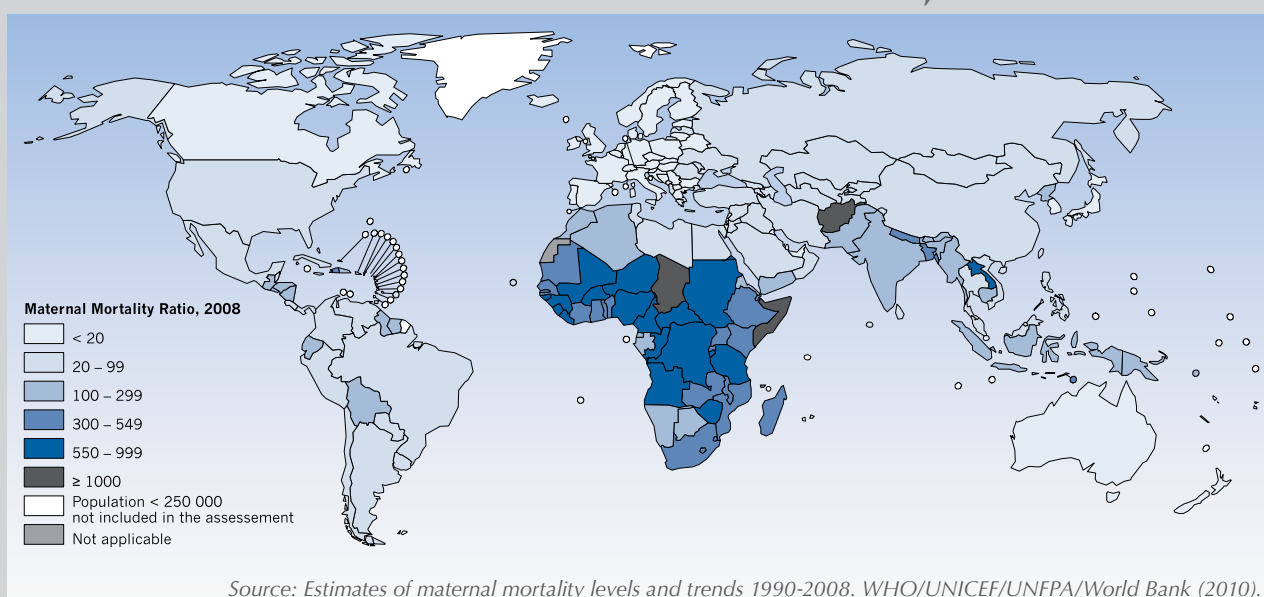 Maternal Mortality Ratio, 2008
< 20
20 – 99
100 – 299
300 – 549
550 – 999
≥ 1000
Population < 250 000
not included in the assessement
Not applicable
Source: Estimates of maternal mortality levels and trends 1990-2008. WHO/UNICEF/UNFPA/World Bank (2010).